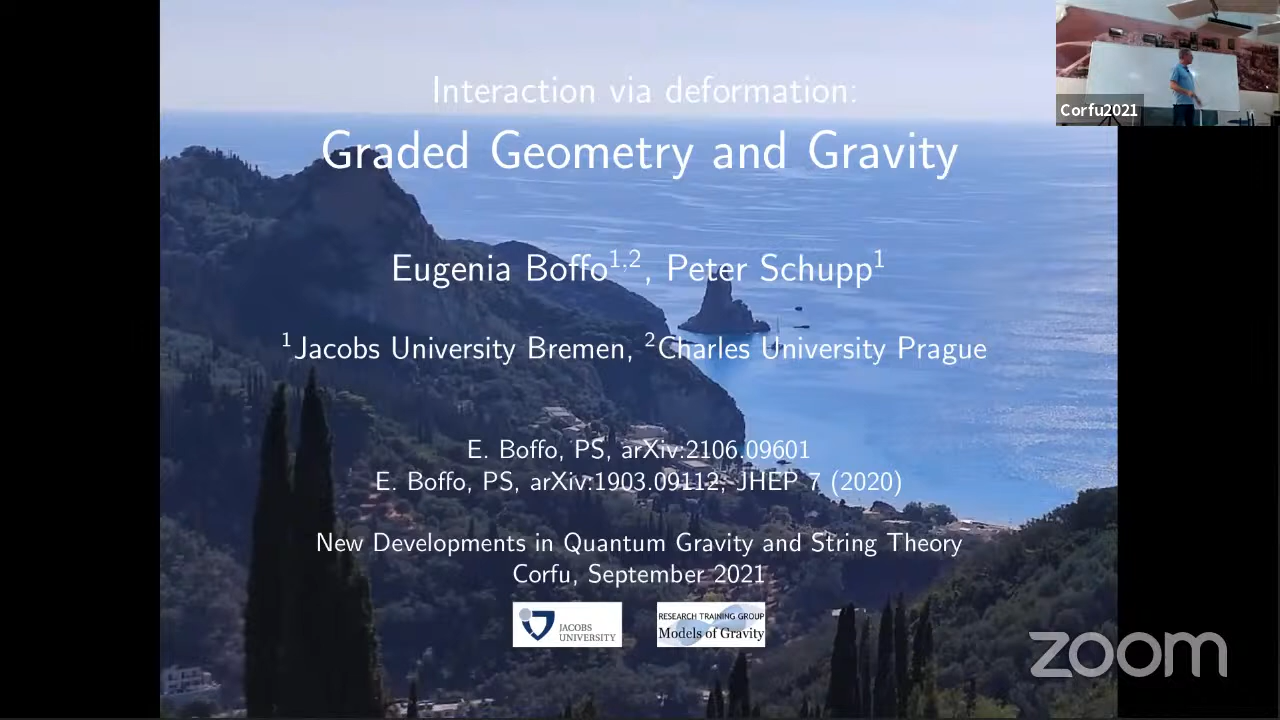 Interaction via deformation:
Graded Geometry and Gravity
Eugenia Boffo1,2, Peter Schupp1
1Jacobs University Bremen, 2Charles University Prague
E. Boffo, PS, arXiv:2106.09601
E. Boffo, PS, arXiv:1903.09112, JHEP 7 (2020)
New Developments in Quantum Gravity and String Theory
Corfu, September 2021
JACOBS
UNIVERSITY
RESEARCH TRAINING GROUP
Models of Gravity
Corfu2021
zoom